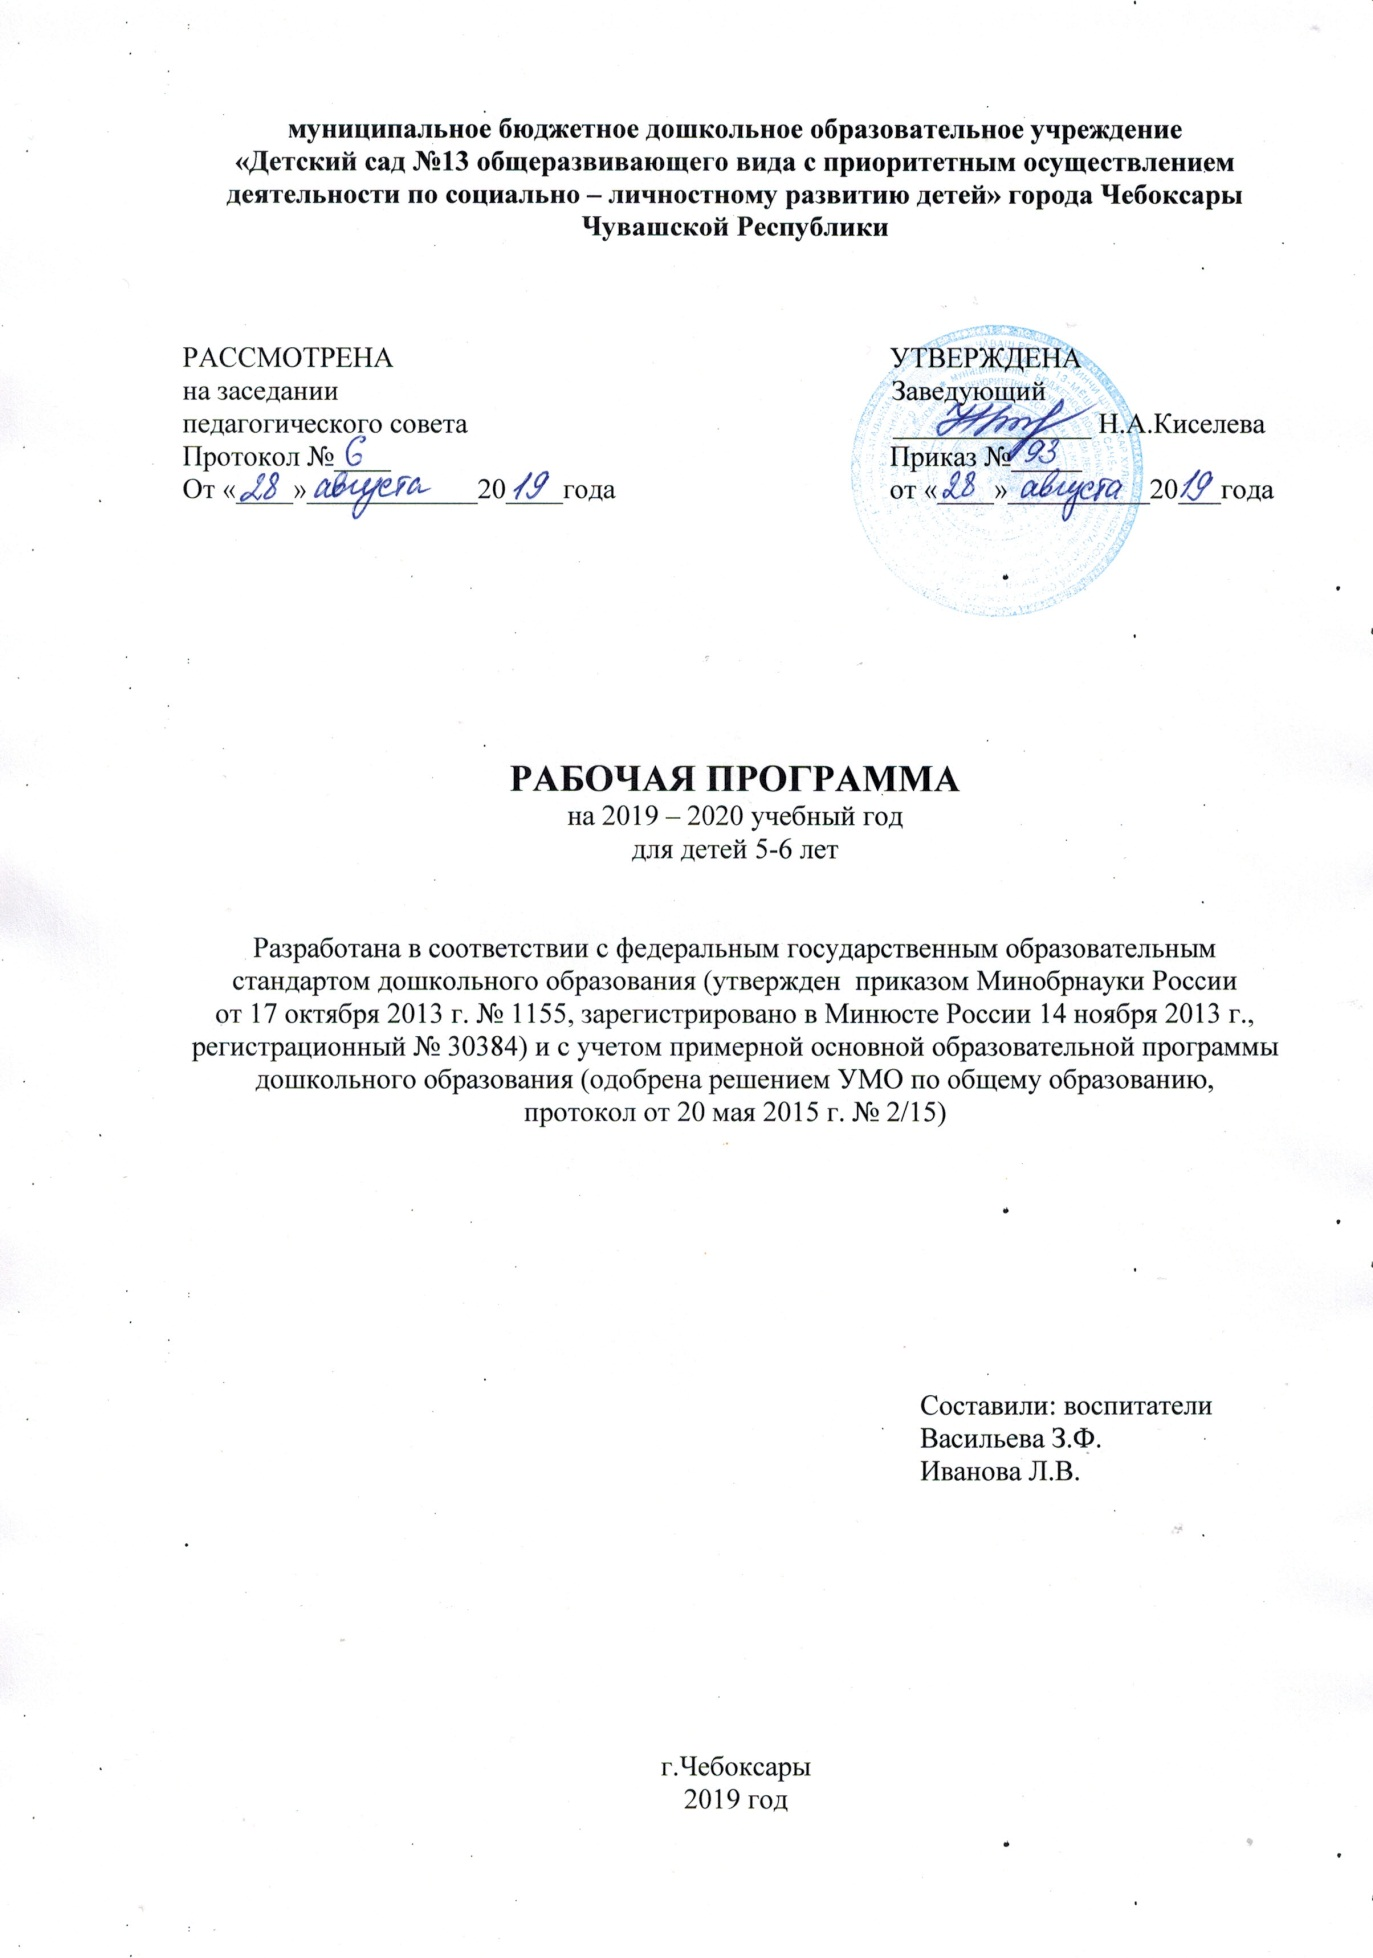 муниципальное бюджетное дошкольное образовательное учреждение
«Детский сад №13 общеразвивающего вида с приоритетным осуществлением
деятельности по социально – личностному развитию детей» города Чебоксары
Чувашской Республики
РАССМОТРЕНА
на заседании
педагогического совета
Протокол № 6
От «28» августа 2019 года
УТВЕРЖДЕНА
Заведующий
Н.А.Киселева
Приказ № 93
от «28» августа 2019 года
РАБОЧАЯ ПРОГРАММА
на 2019 – 2020 учебный год
для детей 5-6 лет
Разработана в соответствии с федеральным государственным образовательным
стандартом дошкольного образования (утвержден приказом Минобрнауки России
от 17 октября 2013 г. № 1155, зарегистрировано в Минюсте России 14 ноября 2013 г.,
регистрационный № 30384) и с учетом примерной основной образовательной программы
дошкольного образования (одобрена решением УМО по общему образованию,
протокол от 20 мая 2015 г. № 2/15)
Составили: воспитатели
Васильева З.Ф.
Иванова Л.В.
г.Чебоксары
2019 год